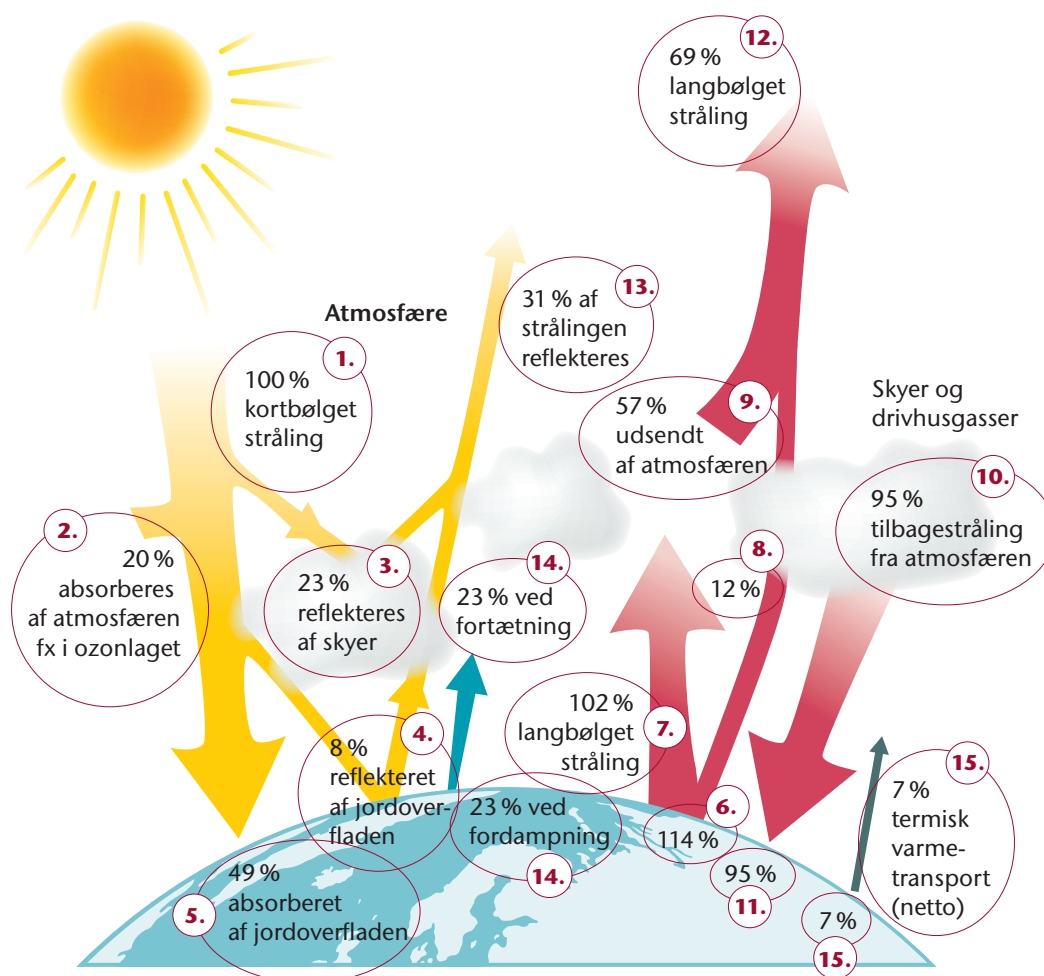 12.
69 %
langbølget
stråling
13.
31 % af
strålingen
reflekteres
Atmosfære
1.
100 %
kortbølget
stråling
9.
57 %
udsendt
af atmosfæren
Skyer og
drivhusgasser
10.
95 %
tilbagestråling
fra atmosfæren
2.
20 %
absorberes
af atmosfæren
fx i ozonlaget
3.
23 %
reflekteres
af skyer
14.
23 % ved
fortætning
8.
12 %
7.
102 %
langbølget
stråling
4.
8 %
reflekteret
af jordover-
fladen
23 % ved
fordampning
14.
6.
114 %
95 %
11.
15.
7 %
termisk
varme-
transport
(netto)
5.
49 %
absorberet
af jordoverfladen
7 %
15.